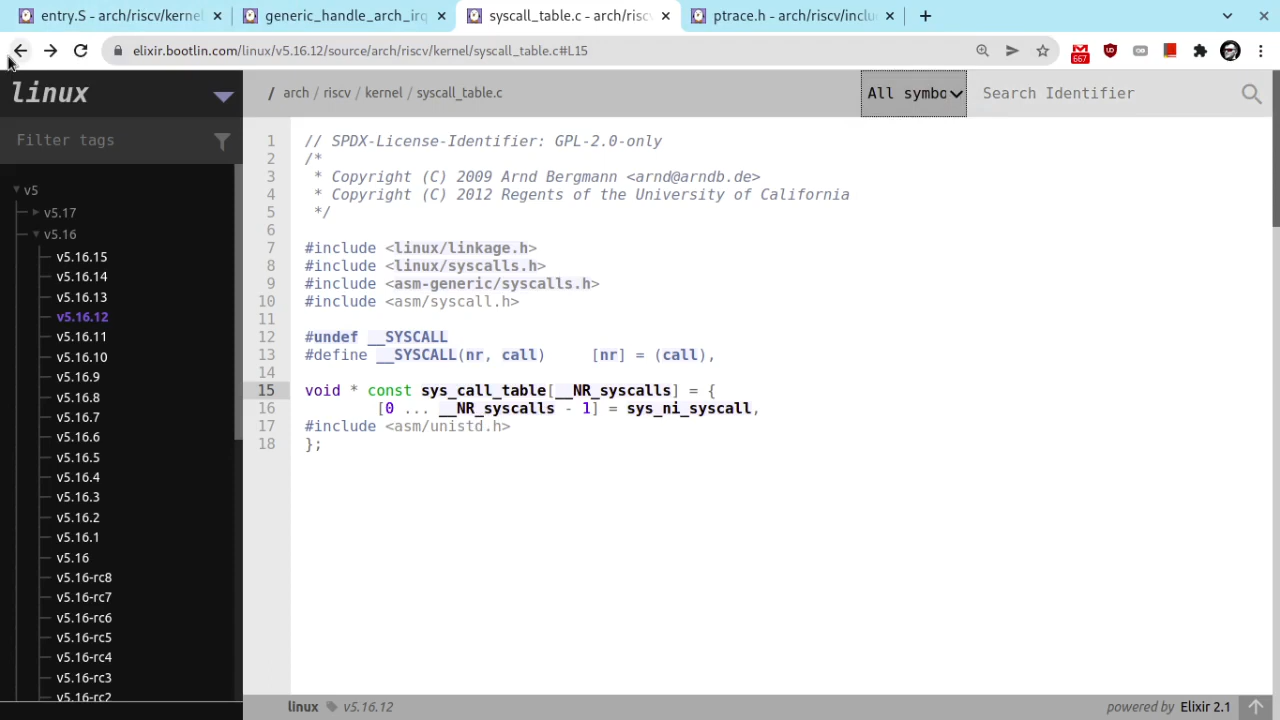 entry.S - arch/riscv/kernel
generic_handle_arch_irq
syscall_table.c - arch/riscv
ptrace.h - arch/riscv/inclu
elixir.bootlin.com/linux/v5.16.12/source/arch/riscv/kernel/syscall_table.c#L15
667
linux
/ arch / riscv / kernel / syscall_table.c
All symbo
Search Identifier
Filter tags
v5
v5.17
v5.16
v5.16.15
v5.16.14
v5.16.13
v5.16.12
v5.16.11
v5.16.10
v5.16.9
v5.16.8
v5.16.7
v5.16.6
v5.16.5
v5.16.4
v5.16.3
v5.16.2
v5.16.1
v5.16
v5.16-rc8
v5.16-rc7
v5.16-rc6
v5.16-rc5
v5.16-rc4
v5.16-rc3
v5.16-rc2
1 // SPDX-License-Identifier: GPL-2.0-only
2 /*
3 * Copyright (C) 2009 Arnd Bergmann <arnd@arndb.de>
4 * Copyright (C) 2012 Regents of the University of California
5 */
6
7 #include <linux/linkage.h>
8 #include <linux/syscalls.h>
9 #include <asm-generic/syscalls.h>
10 #include <asm/syscall.h>
11
12 #undef __SYSCALL
13 #define __SYSCALL(nr, call) [nr] = (call),
14
15 void * const sys_call_table[__NR_syscalls] = {
16 [0 ... __NR_syscalls - 1] = sys_ni_syscall,
17 #include <asm/unistd.h>
18 };
linux v5.16.12
powered by Elixir 2.1